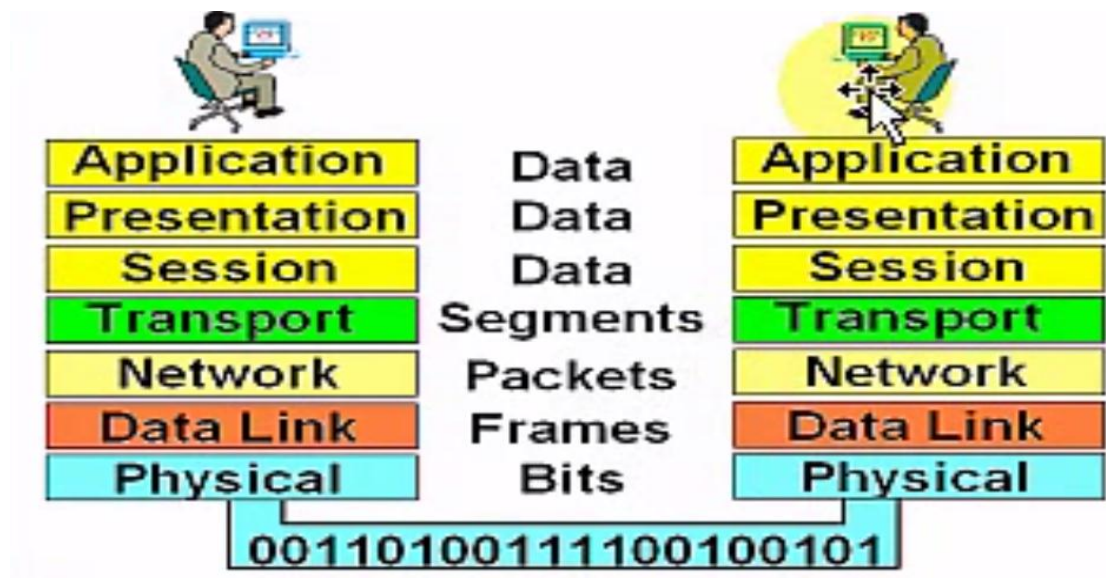 Application Data Application
Presentation Data Presentation
Session Data Session
Transport Segments Transport
Network Packets Network
Data Link Frames Data Link
Physical Bits Physical
001101001111100100101